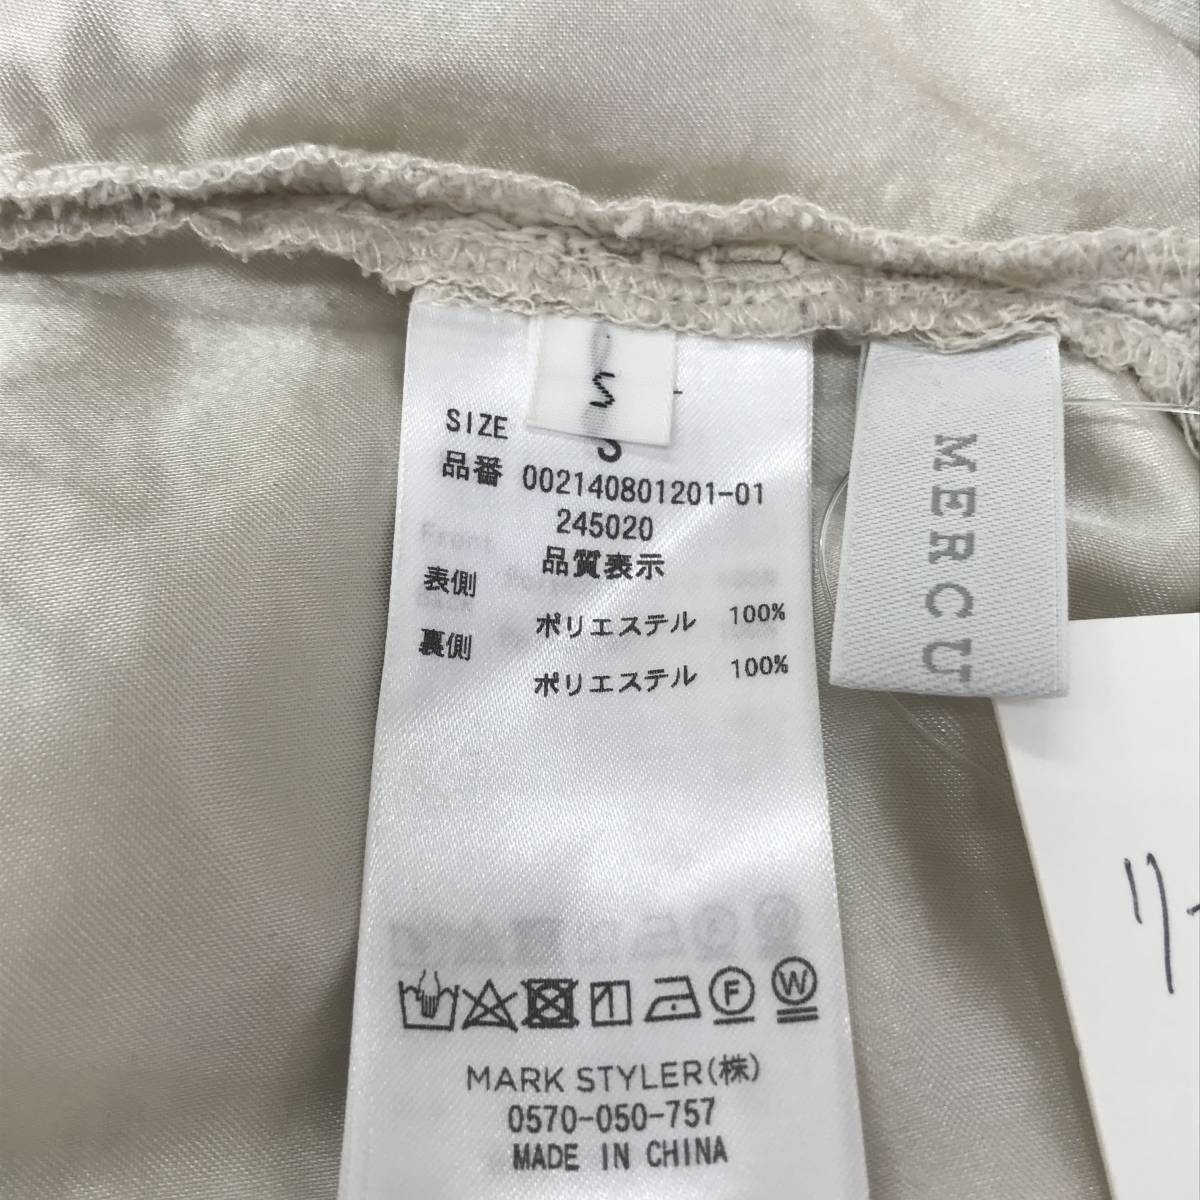 S
SIZE S
品番 002140801201-01
245020
品質表示
表側 ポリエステル 100%
裏側 ポリエステル 100%
F W
MARK STYLER(株)
0570-050-757
MADE IN CHINA
MERCU